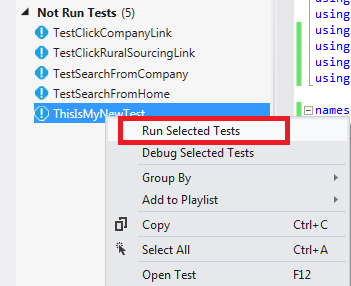 Not Run Tests (5)
TestClickCompanyLink
TestClickRuralSourcingLink
TestSearchFromCompany
TestSearchFromHome
ThisIsMyNewTest
Run Selected Tests
Debug Selected Tests
Group By
Add to Playlist
Copy Ctrl+C
Select All Ctrl+A
Open Test F12
using
using
using
using
using
names